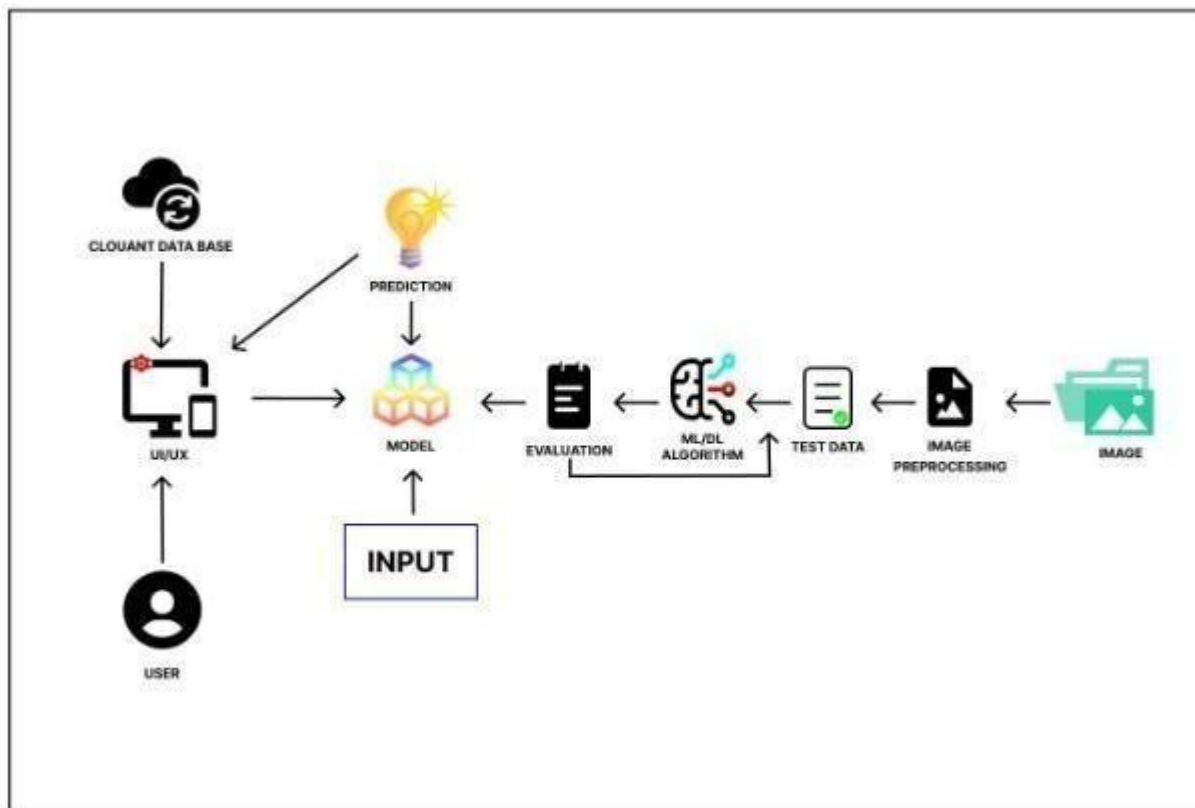 CLOUANT DATA BASE
PREDICTION
UI/UX
MODEL
EVALUATION
ML/DL
ALGORITHM
TEST DATA
IMAGE
PREPROCESSING
IMAGE
INPUT
USER